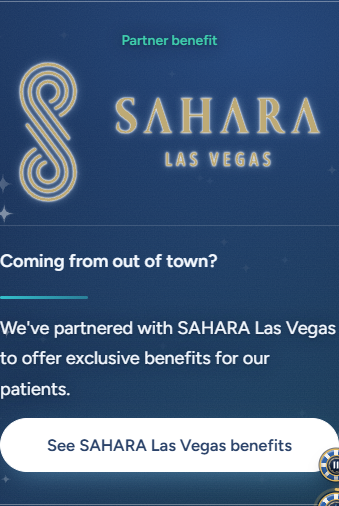 Partner benefit
SAHARA
LAS VEGAS
Coming from out of town?
We've partnered with SAHARA Las Vegas
to offer exclusive benefits for our
patients.
See SAHARA Las Vegas benefits